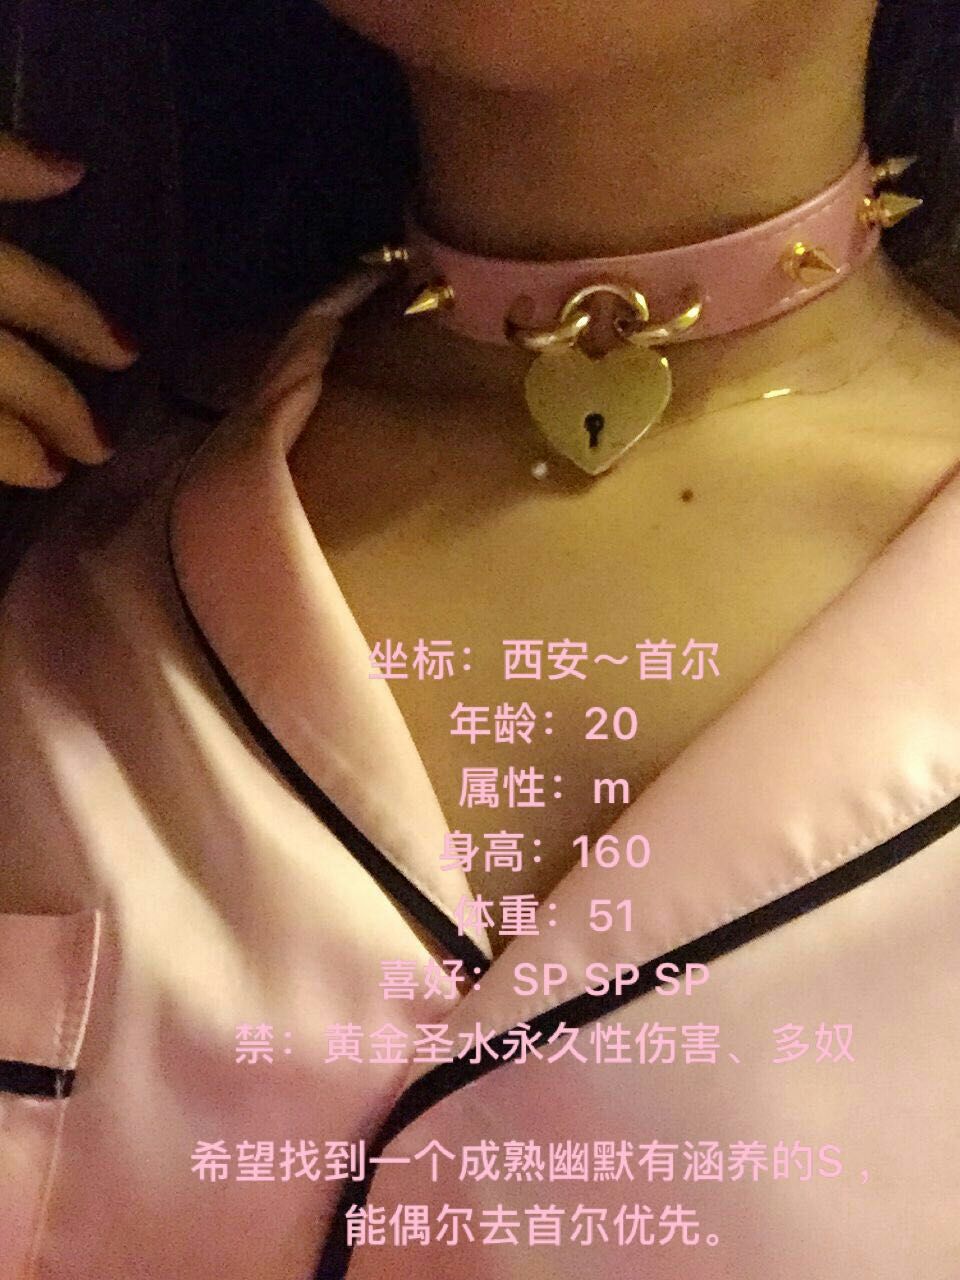 坐标：西安～首尔
年龄：20
属性：m
身高：160
体重：51
喜好：SP SP SP
禁：黄金圣水永久性伤害、多奴
希望找到一个成熟幽默有涵养的S，
能偶尔去首尔优先。